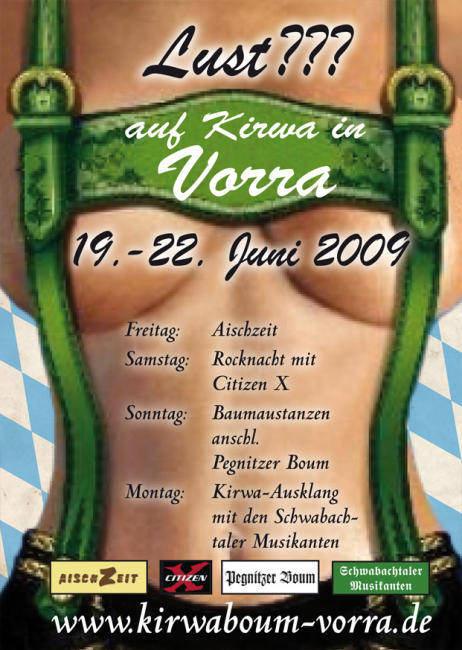 Lust???
auf Kirwa in
Vorra
19.-22. Juni 2009
Freitag: Aischzeit
Samstag: Rocknacht mit
Citizen X
Sonntag: Baumaustanzen
anschl.
Pegnitzer Boum
Montag: Kirwa-Ausklang
mit den Schwabach-
taler Musikanten
AISCHZEIT
CITIZEN X
Pegnitzer Boum
Schwabachtaler
Musikanten
www.kirwaboum-vorra.de